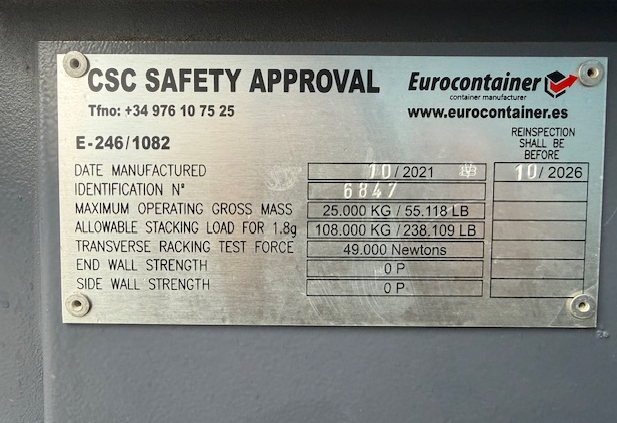 CSC SAFETY APPROVAL
Eurocontainer
container manufacturer
Tfno: +34 976 10 75 25
www.eurocontainer.es
E-246/1082
REINSPECTION
SHALL BE
BEFORE
DATE MANUFACTURED 10/2021 10/2026
IDENTIFICATION Nº 6847
MAXIMUM OPERATING GROSS MASS 25.000 KG / 55.118 LB
ALLOWABLE STACKING LOAD FOR 1.8g 108.000 KG / 238,109 LB
TRANSVERSE RACKING TEST FORCE 49.000 Newtons
END WALL STRENGTH 0 P
SIDE WALL STRENGTH 0 P